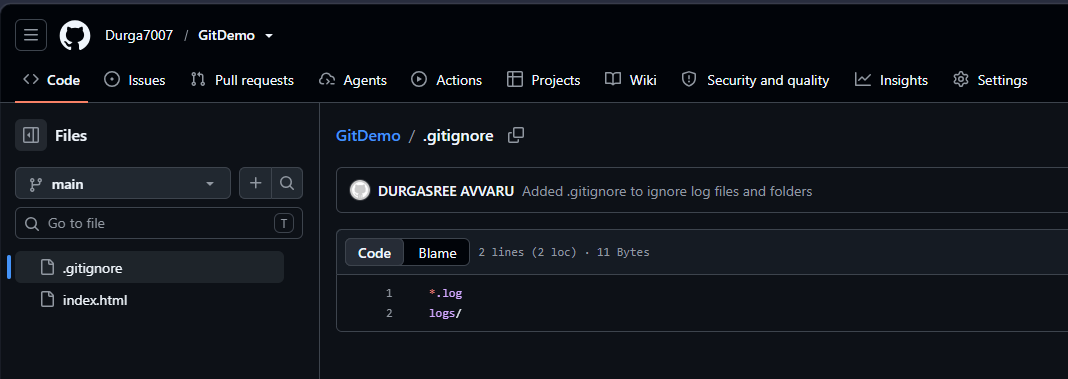 Durga7007 / GitDemo
Code Issues Pull requests Agents Actions Projects Wiki Security and quality Insights Settings
Files
main
Go to file T
.gitignore
index.html
GitDemo / .gitignore
DURGASREE AVVARU Added .gitignore to ignore log files and folders
Code Blame 2 lines (2 loc) · 11 Bytes
1 *.log
2 logs/